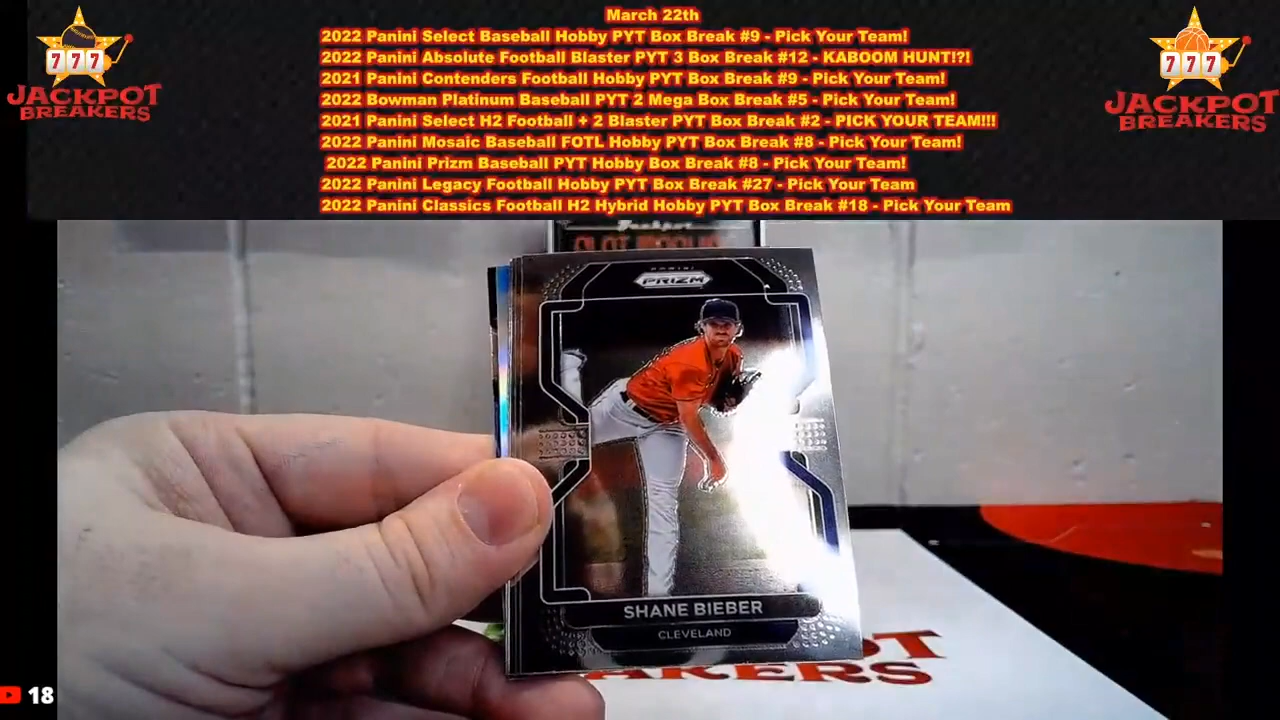 March 22th
2022 Panini Select Baseball Hobby PYT Box Break #9 - Pick Your Team!
2022 Panini Absolute Football Blaster PYT 3 Box Break #12 - KABOOM HUNT!?!
2021 Panini Contenders Football Hobby PYT Box Break #9 - Pick Your Team!
2022 Bowman Platinum Baseball PYT 2 Mega Box Break #5 - Pick Your Team!
2021 Panini Select H2 Football + 2 Blaster PYT Box Break #2 - PICK YOUR TEAM!!!
2022 Panini Mosaic Baseball FOTL Hobby PYT Box Break #8 - Pick Your Team!
2022 Panini Prizm Baseball PYT Hobby Box Break #8 - Pick Your Team!
2022 Panini Legacy Football Hobby PYT Box Break #27 - Pick Your Team
2022 Panini Classics Football H2 Hybrid Hobby PYT Box Break #18 - Pick Your Team
777
JACKPOT
BREAKERS
777
JACKPOT
BREAKERS
Jackpot
PANINI
PRIZM
SHANE BIEBER
CLEVELAND
18